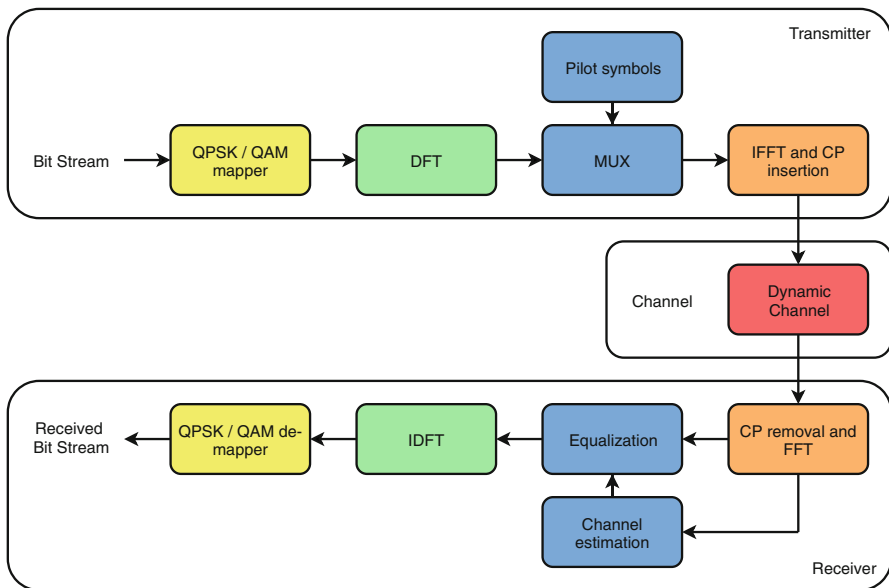 Transmitter
Pilot symbols
Bit Stream
QPSK / QAM
mapper
DFT
MUX
IFFT and CP
insertion
Channel
Dynamic
Channel
Received
Bit Stream
QPSK / QAM de-
mapper
IDFT
Equalization
CP removal and
FFT
Channel
estimation
Receiver